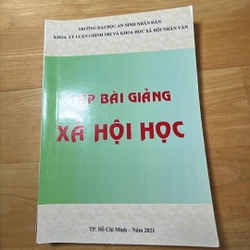 TRƯỜNG ĐẠI HỌC AN NINH NHÂN DÂN
KHOA LÝ LUẬN CHÍNH TRỊ VÀ KHOA HỌC XÃ HỘI NHÂN VĂN
TẬP BÀI GIẢNG
XÃ HỘI HỌC
TP. Hồ Chí Minh – Năm 2021